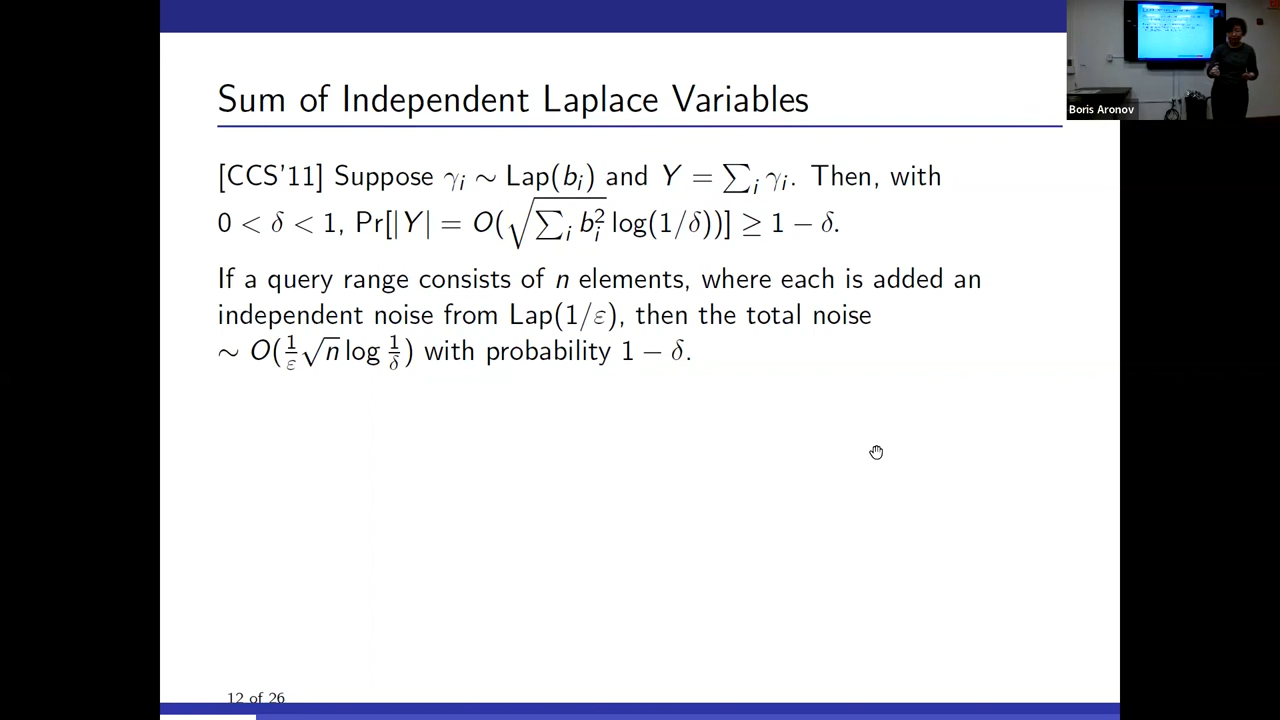 Sum of Independent Laplace Variables
[CCS'11] Suppose γᵢ ∼ Lap(bᵢ) and Y = ∑ᵢ γᵢ. Then, with
0 < δ < 1, Pr[|Y| = O(√(∑ᵢ bᵢ²) log(1/δ))] ≥ 1 − δ.
If a query range consists of n elements, where each is added an
independent noise from Lap(1/ε), then the total noise
∼ O(1/ε √n log 1/δ) with probability 1 − δ.
12 of 26
Boris Aronov